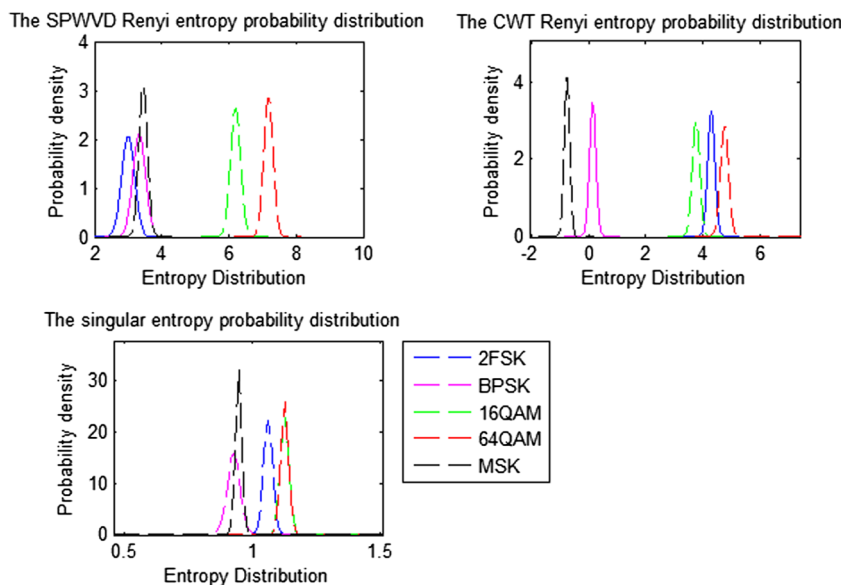 The SPWVD Renyi entropy probability distribution
Probability density
4
3
2
1
0
2
4
6
8
10
Entropy Distribution
The CWT Renyi entropy probability distribution
Probability density
4
2
0
-2
0
2
4
6
Entropy Distribution
The singular entropy probability distribution
Probability density
30
20
10
0
0.5
1
1.5
Entropy Distribution
2FSK
BPSK
16QAM
64QAM
MSK